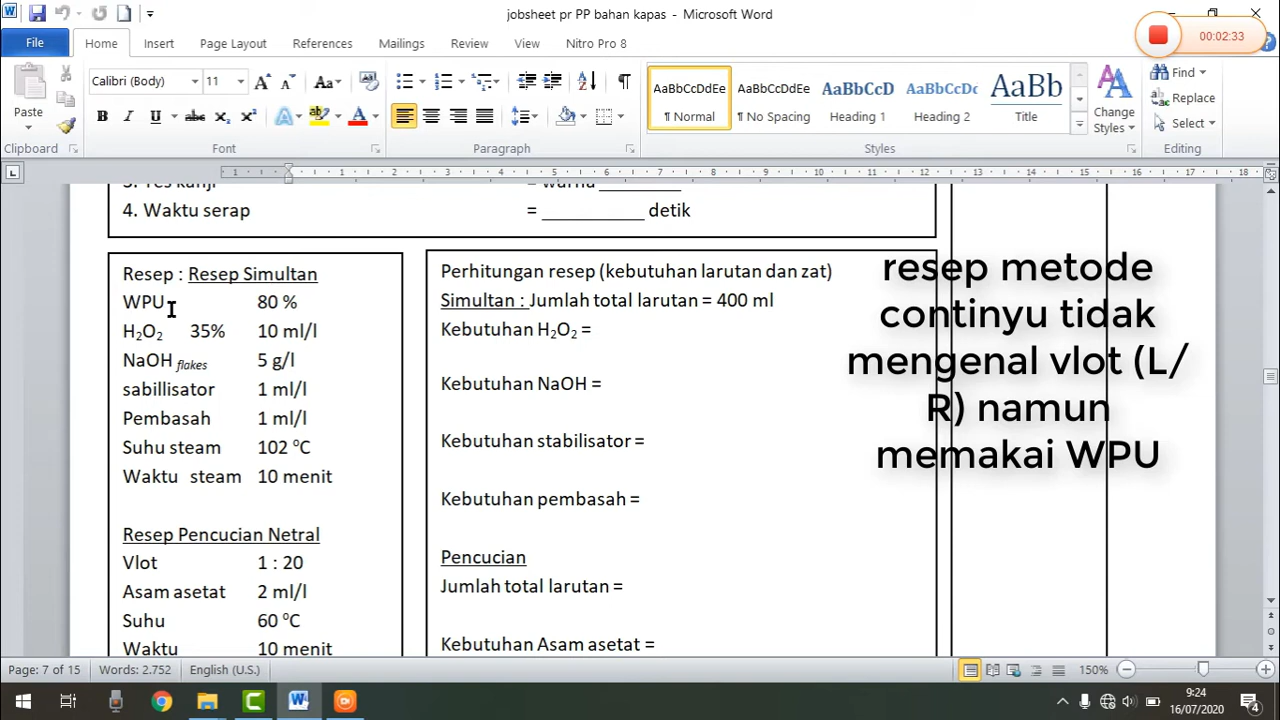 jobsheet pr PP bahan kapas - Microsoft Word
00:02:33
File Home Insert Page Layout References Mailings Review View Nitro Pro 8
Calibri (Body) 11
Paste
Clipboard Font Paragraph Styles Editing
AaBbCcDdEe AaBbCcDdEe AaBbCcD AaBbCcDc AaBb
¶ Normal ¶ No Spacing Heading 1 Heading 2 Title
Change Styles
Find
Replace
Select
4. Waktu serap = __________ detik
Resep : Resep Simultan
WPU 80 %
H₂O₂ 35% 10 ml/l
NaOH flakes 5 g/l
sabillisator 1 ml/l
Pembasah 1 ml/l
Suhu steam 102 ⁰C
Waktu steam 10 menit
Resep Pencucian Netral
Vlot 1 : 20
Asam asetat 2 ml/l
Suhu 60 ⁰C
Waktu 10 menit
Perhitungan resep (kebutuhan larutan dan zat)
Simultan : Jumlah total larutan = 400 ml
Kebutuhan H₂O₂ =
Kebutuhan NaOH =
Kebutuhan stabilisator =
Kebutuhan pembasah =
Pencucian
Jumlah total larutan =
Kebutuhan Asam asetat =
resep metode
continyu tidak
mengenal vlot (L/
R) namun
memakai WPU
Page: 7 of 15 Words: 2.752 English (U.S.) 150%
9:24
16/07/2020